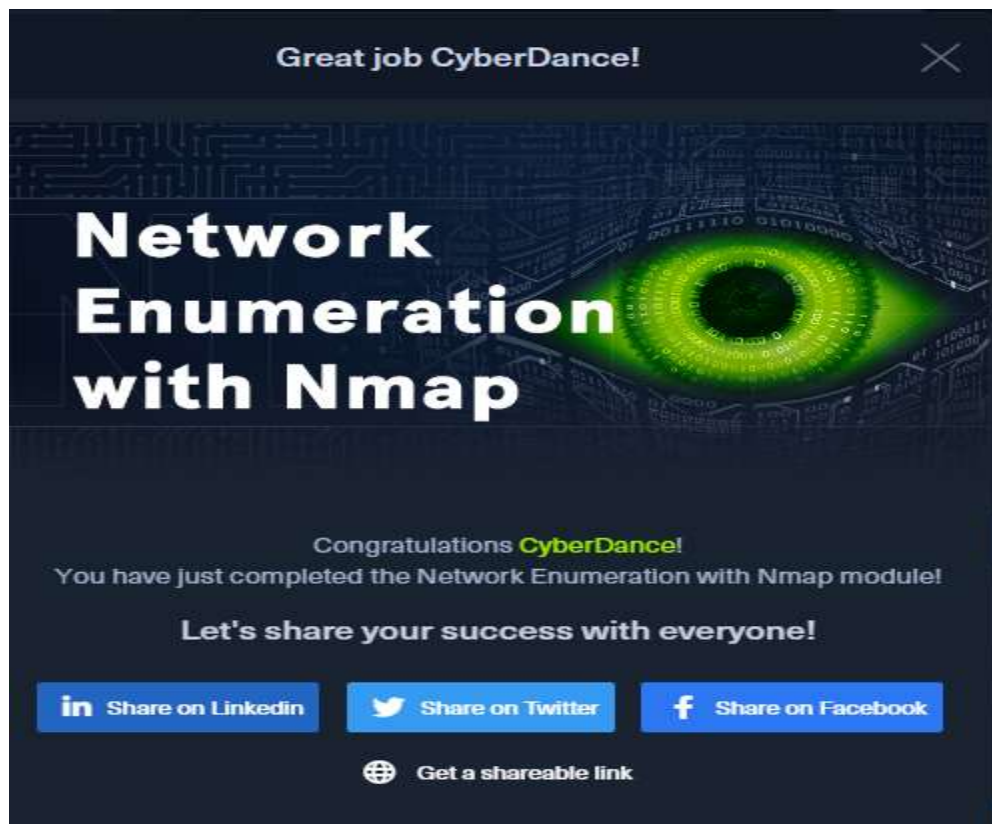 Great job CyberDance!
Network
Enumeration
with Nmap
Congratulations CyberDance!
You have just completed the Network Enumeration with Nmap module!
Let's share your success with everyone!
in Share on Linkedin
Share on Twitter
f Share on Facebook
Get a shareable link